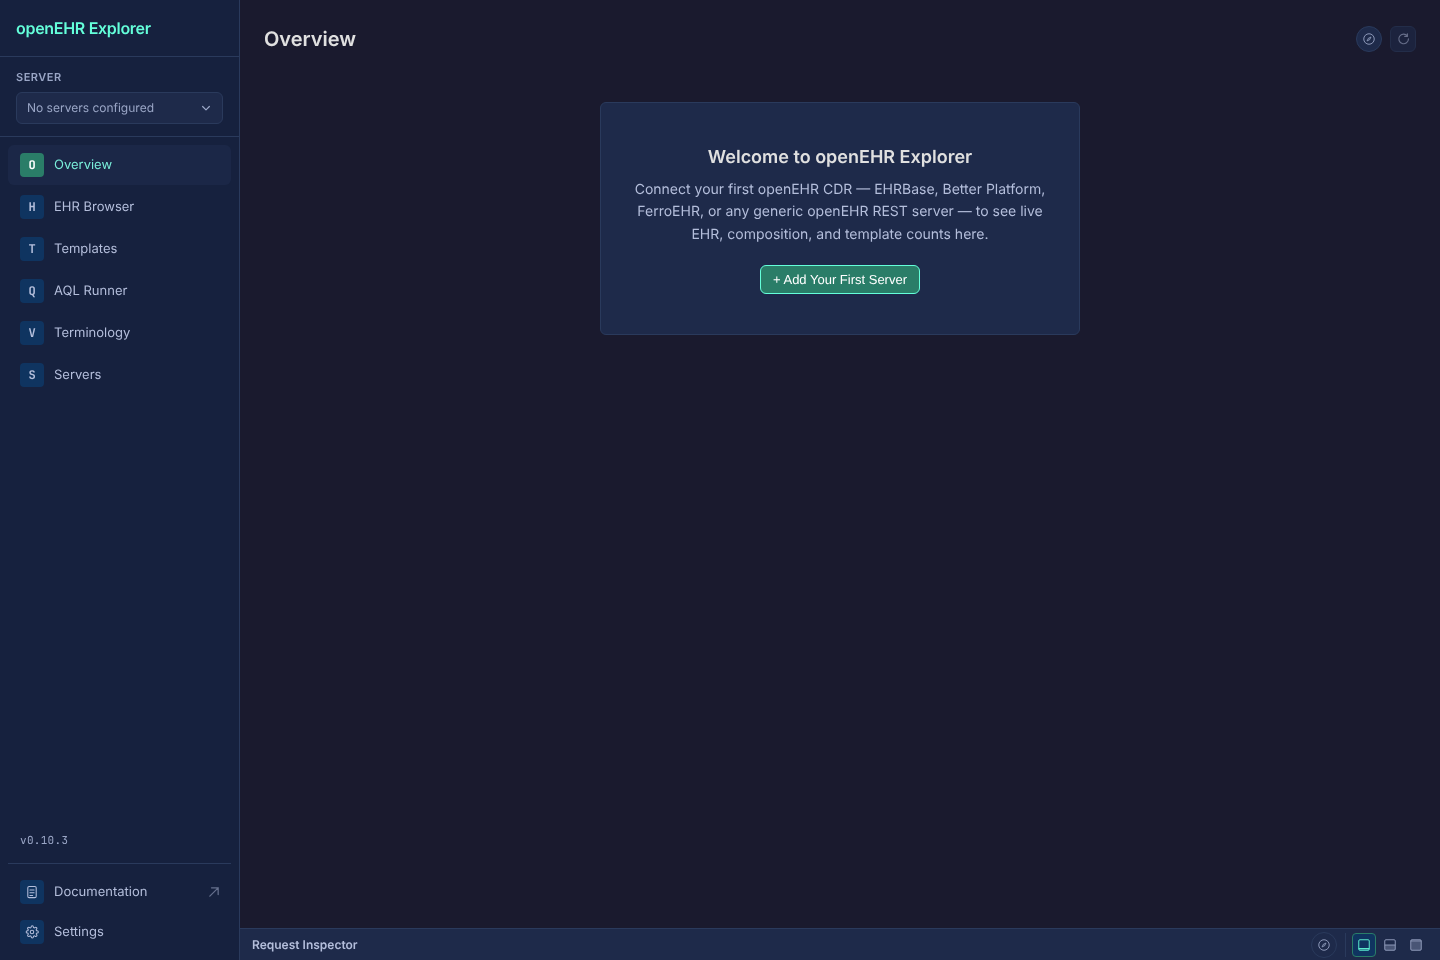 openEHR Explorer
SERVER
No servers configured
O Overview
H EHR Browser
T Templates
Q AQL Runner
V Terminology
S Servers
v0.10.3
Documentation
Settings
Overview
Welcome to openEHR Explorer
Connect your first openEHR CDR — EHRBase, Better Platform,
FerroEHR, or any generic openEHR REST server — to see live
EHR, composition, and template counts here.
+ Add Your First Server
Request Inspector